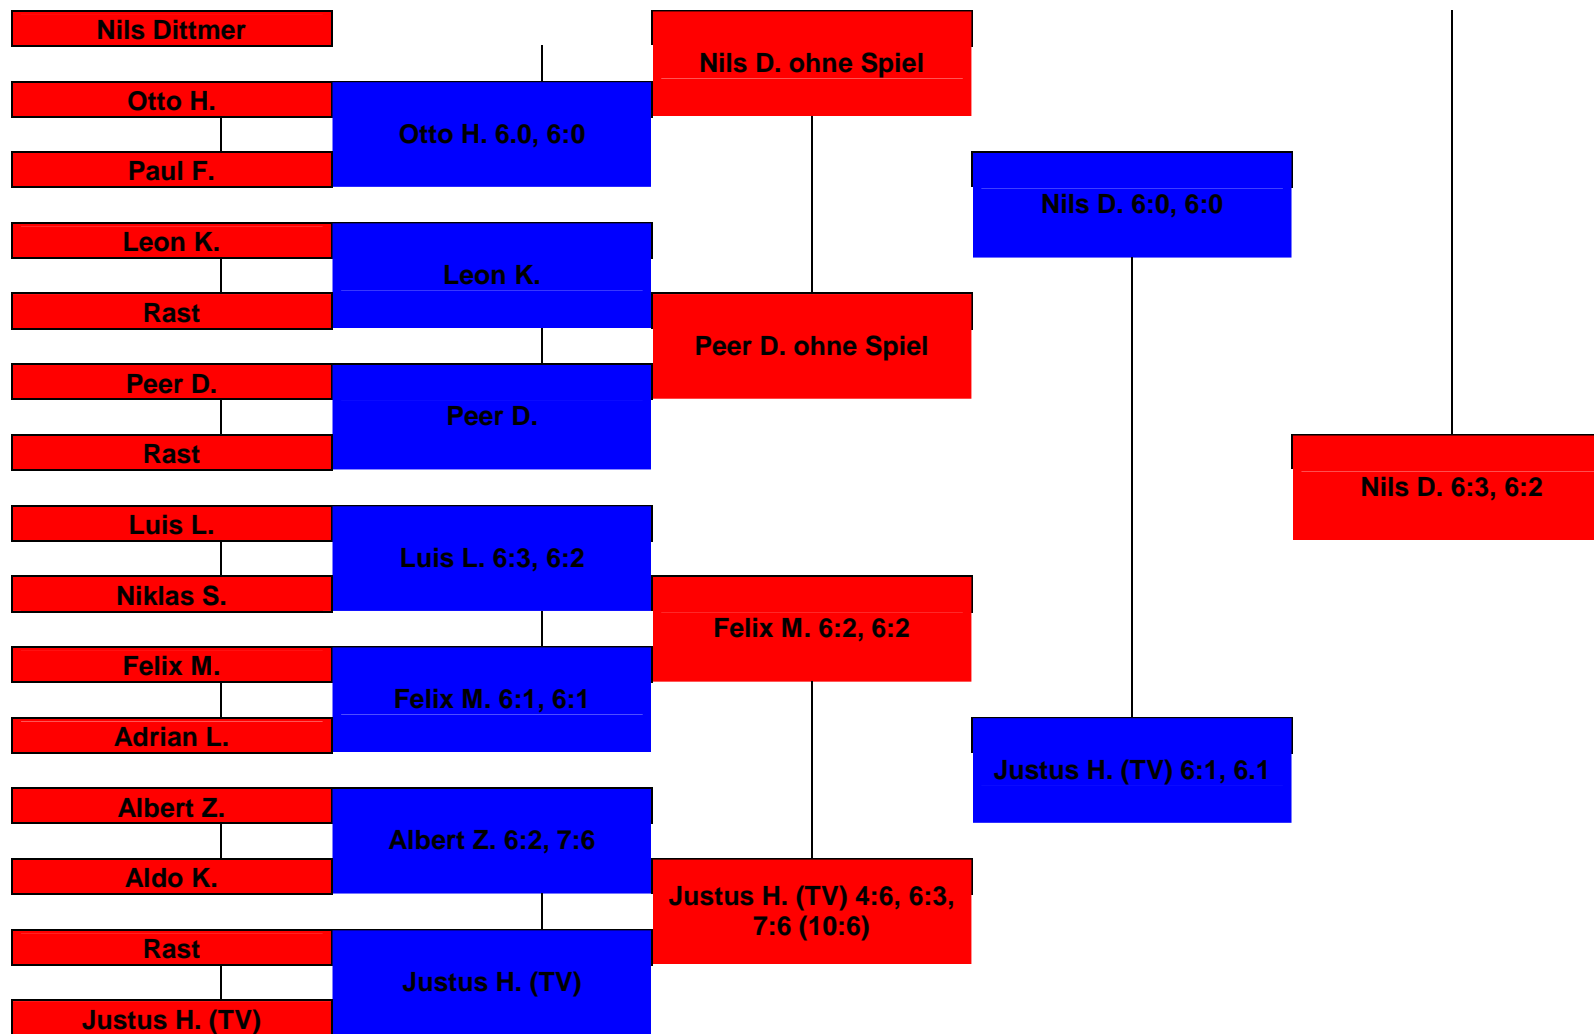 Nils Dittmer
Otto H.
Paul F.
Leon K.
Rast
Peer D.
Rast
Luis L.
Niklas S.
Felix M.
Adrian L.
Albert Z.
Aldo K.
Rast
Justus H. (TV)
Otto H. 6.0, 6:0
Leon K.
Peer D.
Luis L. 6:3, 6:2
Felix M. 6:1, 6:1
Albert Z. 6:2, 7:6
Justus H. (TV)
Nils D. ohne Spiel
Peer D. ohne Spiel
Felix M. 6:2, 6:2
Justus H. (TV) 4:6, 6:3,
7:6 (10:6)
Nils D. 6:0, 6:0
Justus H. (TV) 6:1, 6.1
Nils D. 6:3, 6:2